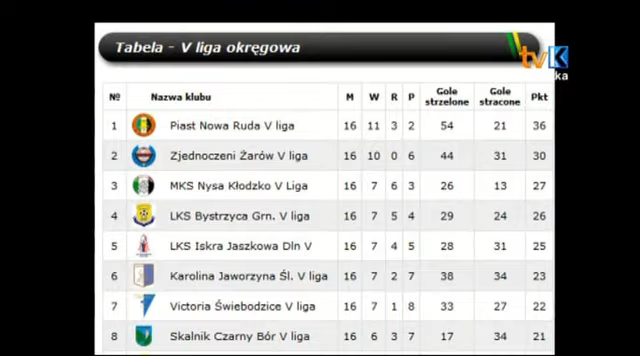 Tabela - V liga okręgowa
tvK
ka
Nº Nazwa klubu M W R P Gole strzelone Gole stracone Pkt
1 Piast Nowa Ruda V liga 16 11 3 2 54 21 36
2 Zjednoczeni Żarów V liga 16 10 0 6 44 31 30
3 MKS Nysa Kłodzko V Liga 16 7 6 3 26 13 27
4 LKS Bystrzyca Grn. V liga 16 7 5 4 29 24 26
5 LKS Iskra Jaszkowa Dln V 16 7 4 5 28 31 25
6 Karolina Jaworzyna Śl. V liga 16 7 2 7 38 34 23
7 Victoria Świebodzice V liga 16 7 1 8 33 27 22
8 Skalnik Czarny Bór V liga 16 6 3 7 17 34 21